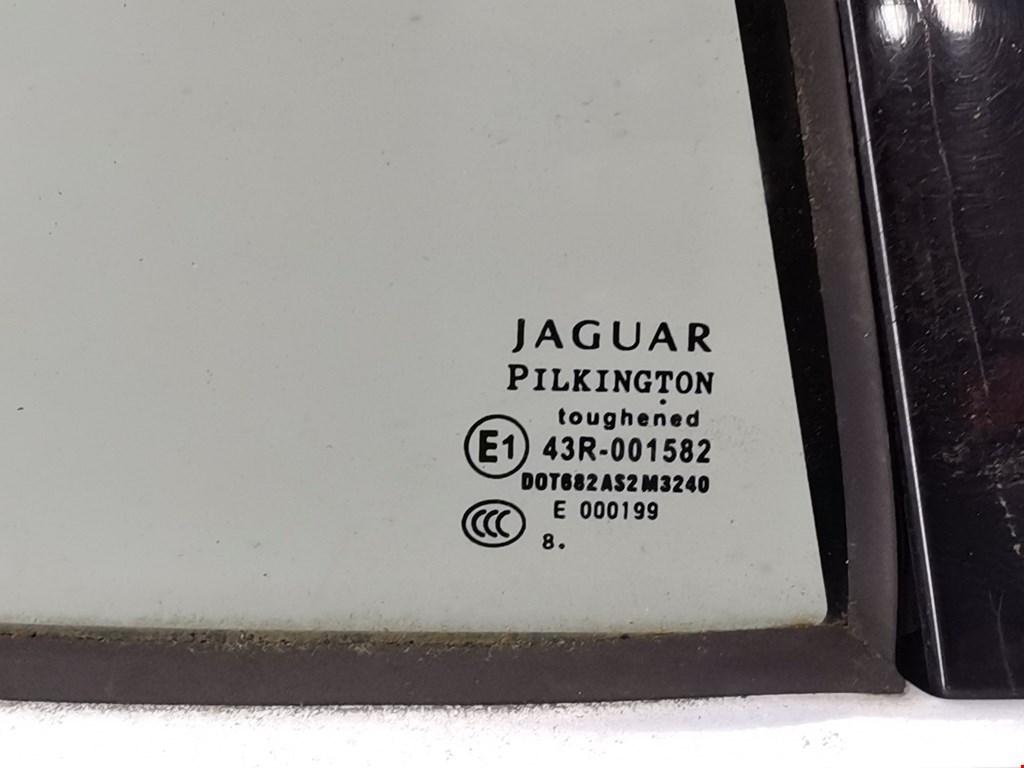 JAGUAR
PILKINGTON
toughened
E1 43R-001582
DOT682AS2M3240
E 000199
CCC
8.